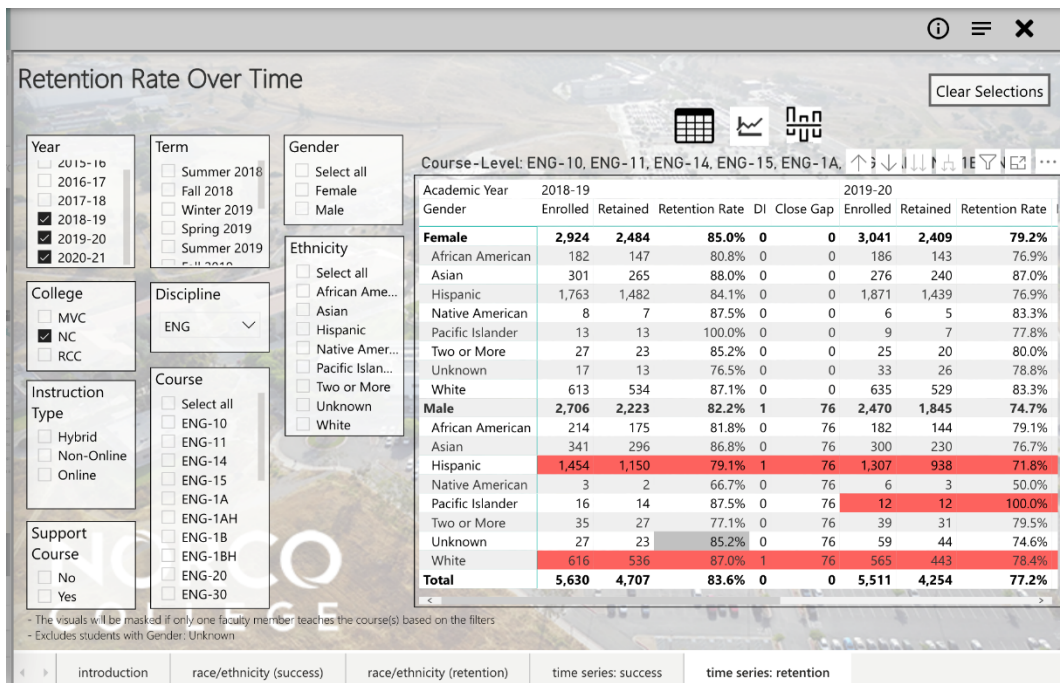 Retention Rate Over Time
Clear Selections
Year
2015-16
2016-17
2017-18
2018-19
2019-20
2020-21
Term
Summer 2018
Fall 2018
Winter 2019
Spring 2019
Summer 2019
Gender
Select all
Female
Male
College
MVC
NC
RCC
Discipline
ENG
Ethnicity
Select all
African Ame...
Asian
Hispanic
Native Amer...
Pacific Islan...
Two or More
Unknown
White
Instruction
Type
Hybrid
Non-Online
Online
Course
Select all
ENG-10
ENG-11
ENG-14
ENG-15
ENG-1A
ENG-1AH
ENG-1B
ENG-1BH
ENG-20
ENG-30
Support
Course
No
Yes
Course-Level: ENG-10, ENG-11, ENG-14, ENG-15, ENG-1A,
Academic Year 2018-19 2019-20
Gender Enrolled Retained Retention Rate DI Close Gap Enrolled Retained Retention Rate
Female 2,924 2,484 85.0% 0 0 3,041 2,409 79.2%
African American 182 147 80.8% 0 0 186 143 76.9%
Asian 301 265 88.0% 0 0 276 240 87.0%
Hispanic 1,763 1,482 84.1% 0 0 1,871 1,439 76.9%
Native American 8 7 87.5% 0 0 6 5 83.3%
Pacific Islander 13 13 100.0% 0 0 9 7 77.8%
Two or More 27 23 85.2% 0 0 25 20 80.0%
Unknown 17 13 76.5% 0 0 33 26 78.8%
White 613 534 87.1% 0 0 635 529 83.3%
Male 2,706 2,223 82.2% 1 76 2,470 1,845 74.7%
African American 214 175 81.8% 0 76 182 144 79.1%
Asian 341 296 86.8% 0 76 300 230 76.7%
Hispanic 1,454 1,150 79.1% 1 76 1,307 938 71.8%
Native American 3 2 66.7% 0 76 6 3 50.0%
Pacific Islander 16 14 87.5% 0 76 12 12 100.0%
Two or More 35 27 77.1% 0 76 39 31 79.5%
Unknown 27 23 85.2% 0 76 59 44 74.6%
White 616 536 87.0% 1 76 565 443 78.4%
Total 5,630 4,707 83.6% 0 0 5,511 4,254 77.2%
COLLEGE
- The visuals will be masked if only one faculty member teaches the course(s) based on the filters
- Excludes students with Gender: Unknown
introduction
race/ethnicity (success)
race/ethnicity (retention)
time series: success
time series: retention